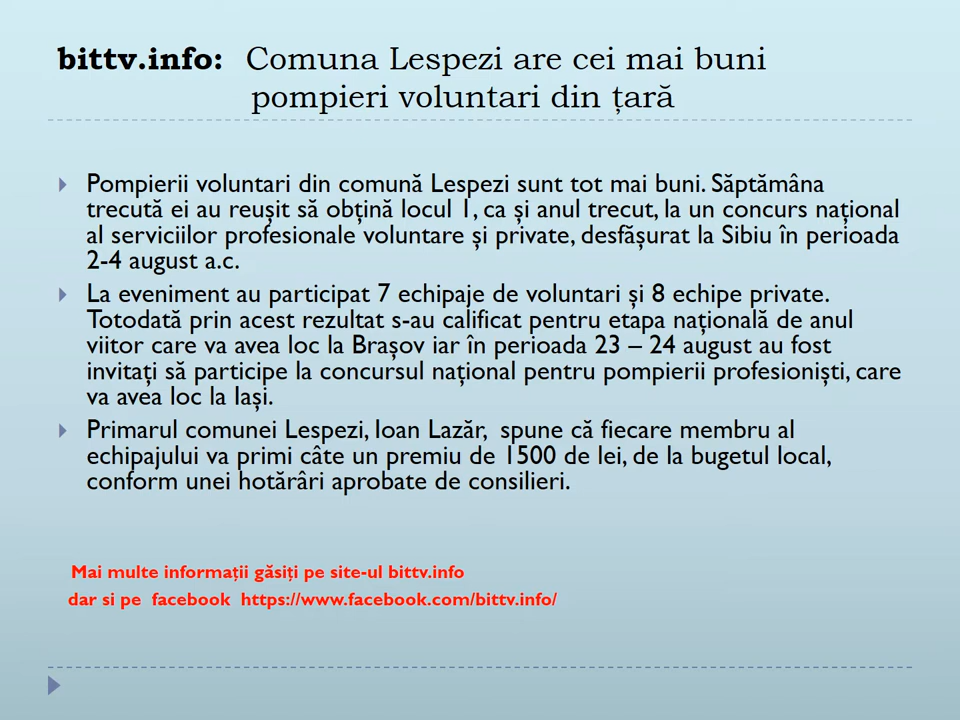 bittv.info: Comuna Lespezi are cei mai buni
pompieri voluntari din țară
Pompierii voluntari din comună Lespezi sunt tot mai buni. Săptămâna
trecută ei au reușit să obțină locul 1, ca și anul trecut, la un concurs național
al serviciilor profesionale voluntare și private, desfășurat la Sibiu în perioada
2-4 august a.c.
La eveniment au participat 7 echipaje de voluntari și 8 echipe private.
Totodată prin acest rezultat s-au calificat pentru etapa națională de anul
viitor care va avea loc la Brașov iar în perioada 23 – 24 august au fost
invitați să participe la concursul național pentru pompierii profesioniști, care
va avea loc la Iași.
Primarul comunei Lespezi, Ioan Lazăr, spune că fiecare membru al
echipajului va primi câte un premiu de 1500 de lei, de la bugetul local,
conform unei hotărâri aprobate de consilieri.
Mai multe informații găsiți pe site-ul bittv.info
dar si pe facebook https://www.facebook.com/bittv.info/